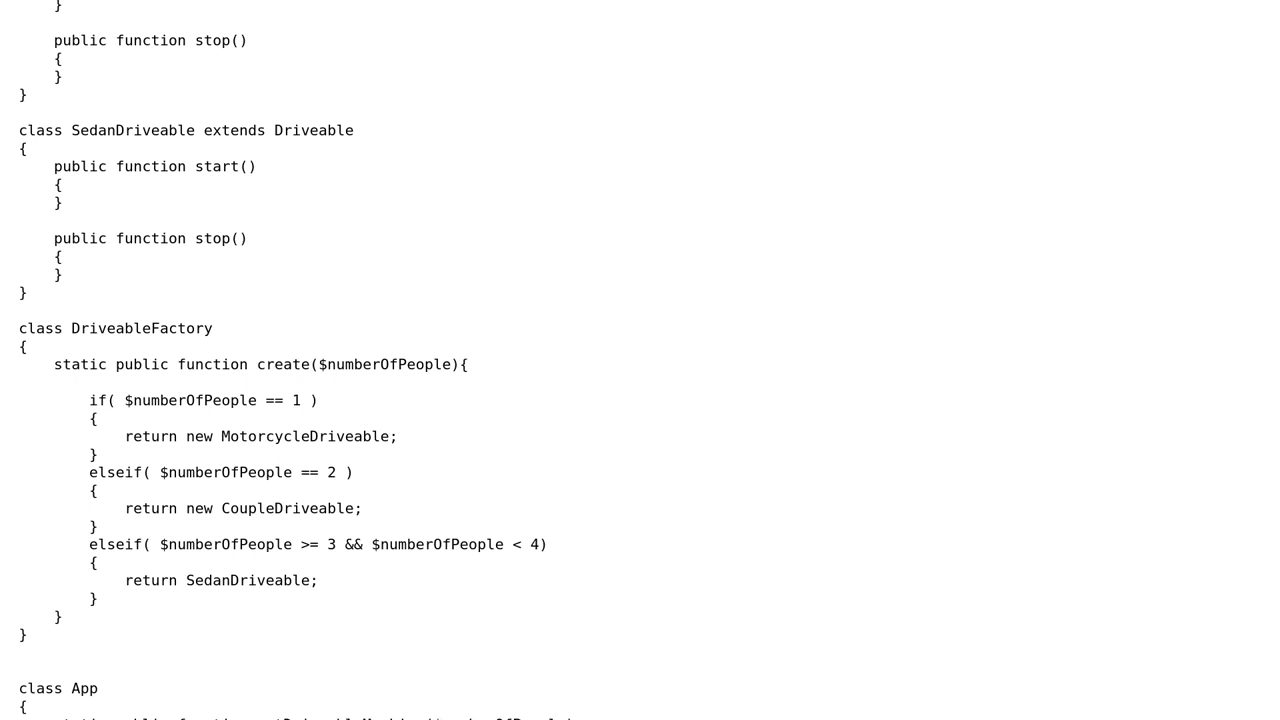 }
public function stop()
{
}
}
class SedanDriveable extends Driveable
{
public function start()
{
}
public function stop()
{
}
}
class DriveableFactory
{
static public function create($numberOfPeople){
if( $numberOfPeople == 1 )
{
return new MotorcycleDriveable;
}
elseif( $numberOfPeople == 2 )
{
return new CoupleDriveable;
}
elseif( $numberOfPeople >= 3 && $numberOfPeople < 4)
{
return SedanDriveable;
}
}
}
class App
{